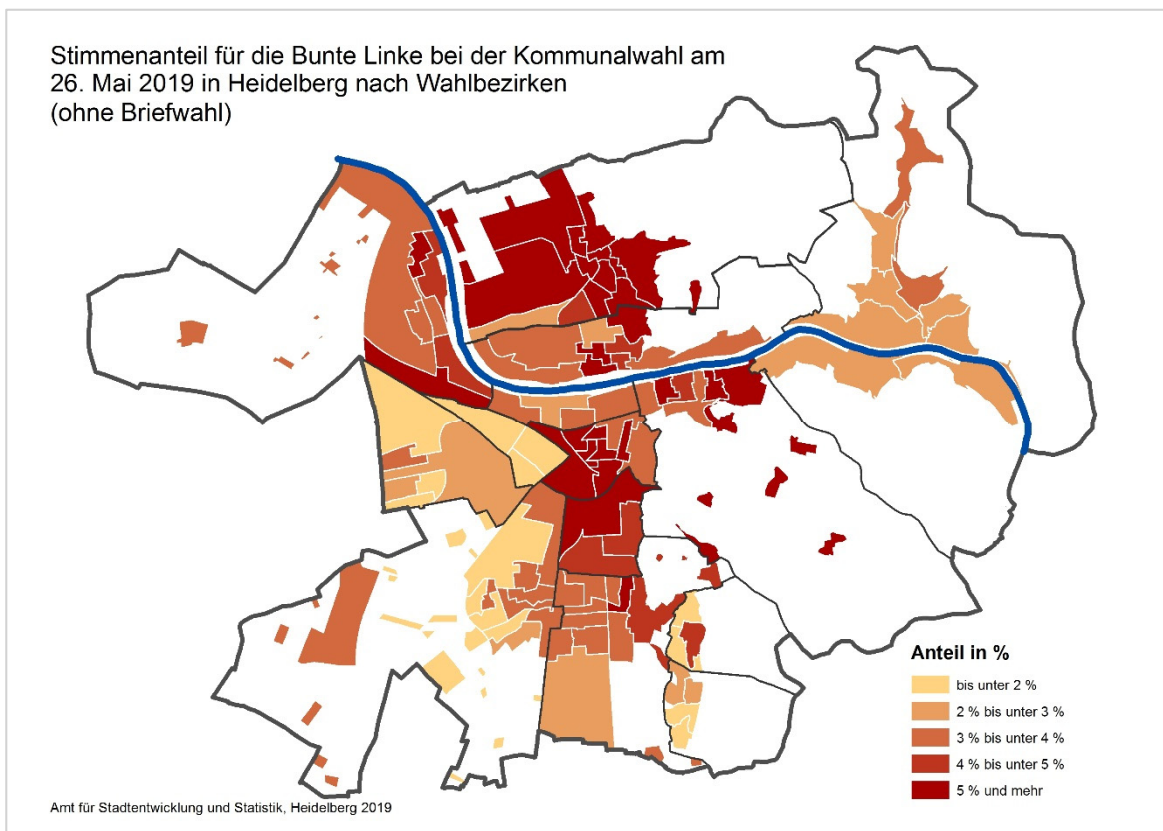 Stimmenanteil für die Bunte Linke bei der Kommunalwahl am
26. Mai 2019 in Heidelberg nach Wahlbezirken
(ohne Briefwahl)
Anteil in %
bis unter 2 %
2 % bis unter 3 %
3 % bis unter 4 %
4 % bis unter 5 %
5 % und mehr
Amt für Stadtentwicklung und Statistik, Heidelberg 2019